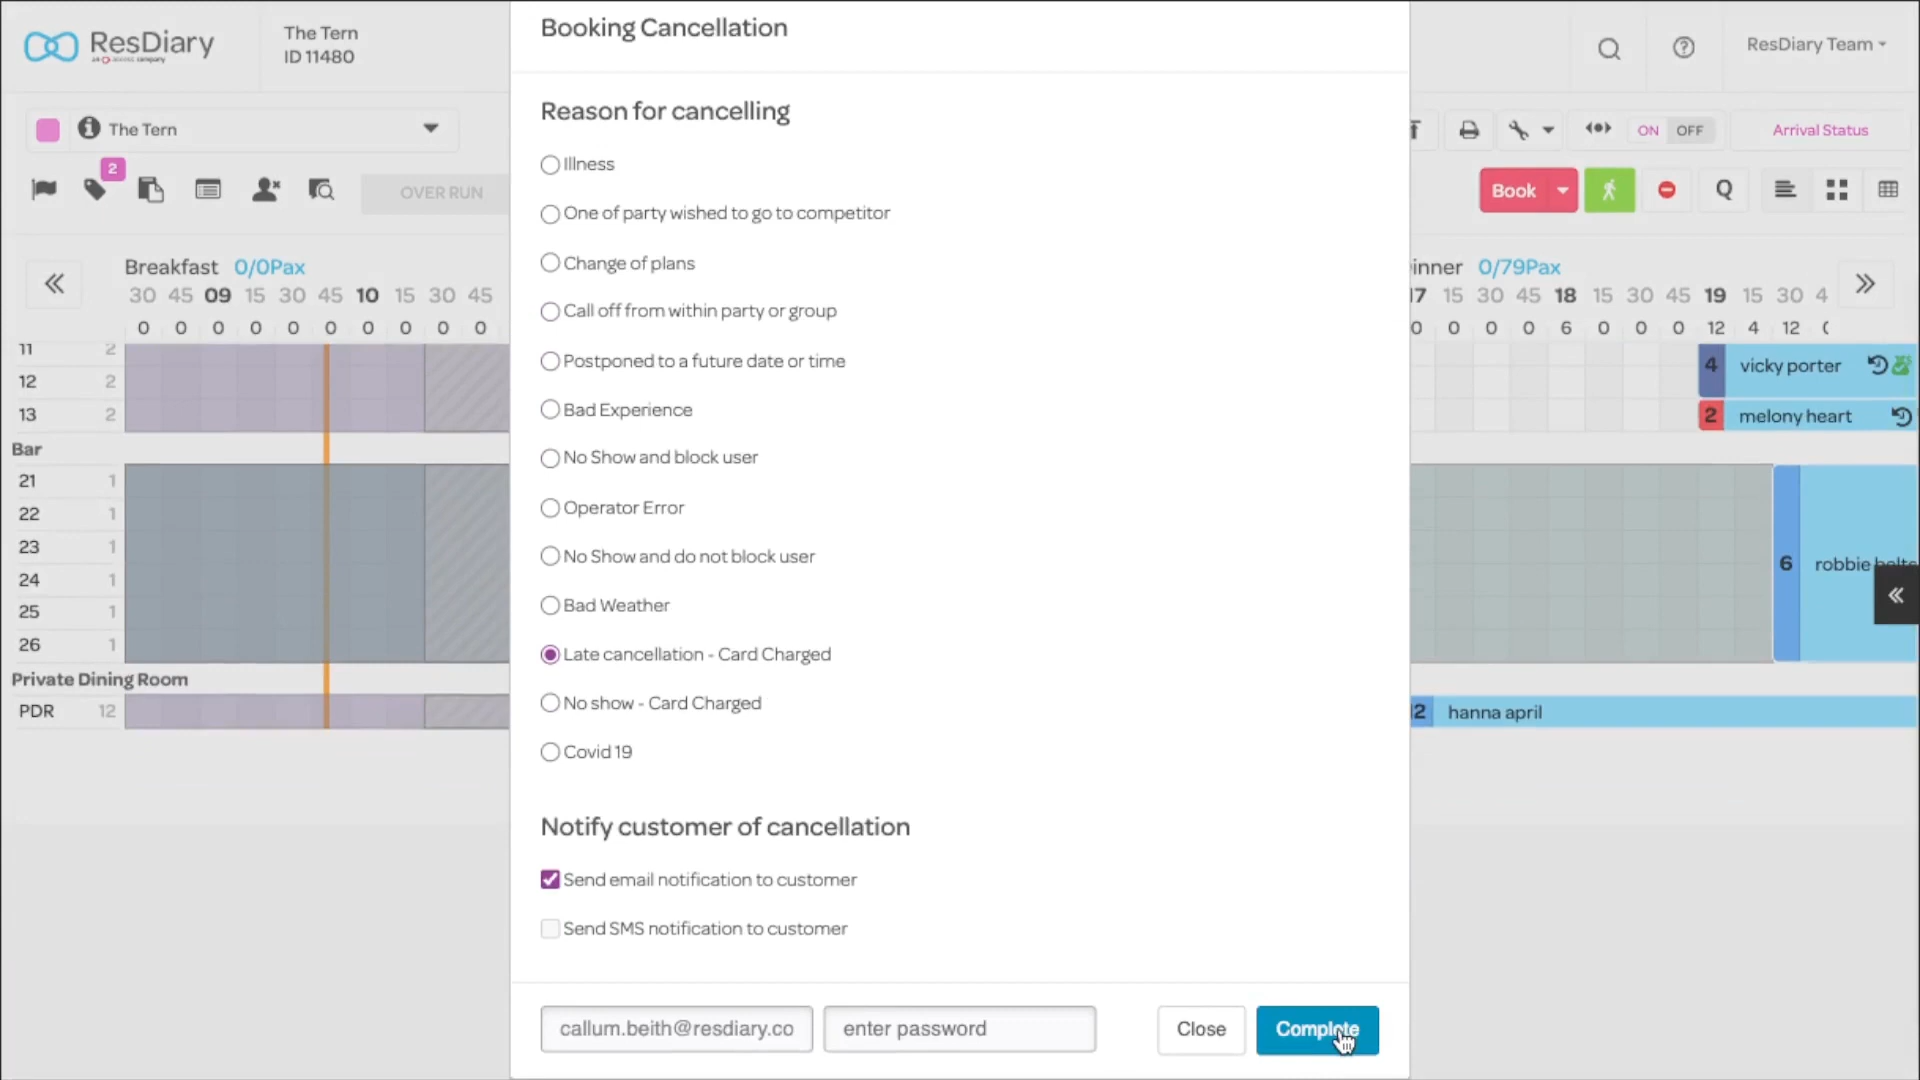 ResDiary
The Tern
ID 11480
Booking Cancellation
ResDiary Team
The Tern
ON OFF
Arrival Status
2
OVER RUN
Book
Q
Breakfast 0/0Pax
30 45 09 15 30 45 10 15 30 45
0 0 0 0 0 0 0 0 0 0
11 2
12 2
13 2
Bar
21 1
22 1
23 1
24 1
25 1
26 1
Private Dining Room
PDR 12
Reason for cancelling
Illness
One of party wished to go to competitor
Change of plans
Call off from within party or group
Postponed to a future date or time
Bad Experience
No Show and block user
Operator Error
No Show and do not block user
Bad Weather
Late cancellation - Card Charged
No show - Card Charged
Covid 19
Notify customer of cancellation
Send email notification to customer
Send SMS notification to customer
callum.beith@resdiary.co
enter password
Close
Complete
inner 0/79Pax
17 15 30 45 18 15 30 45 19 15 30 4
0 0 0 0 6 0 0 0 12 4 12
4 vicky porter
2 melony heart
6 robbie
12 hanna april